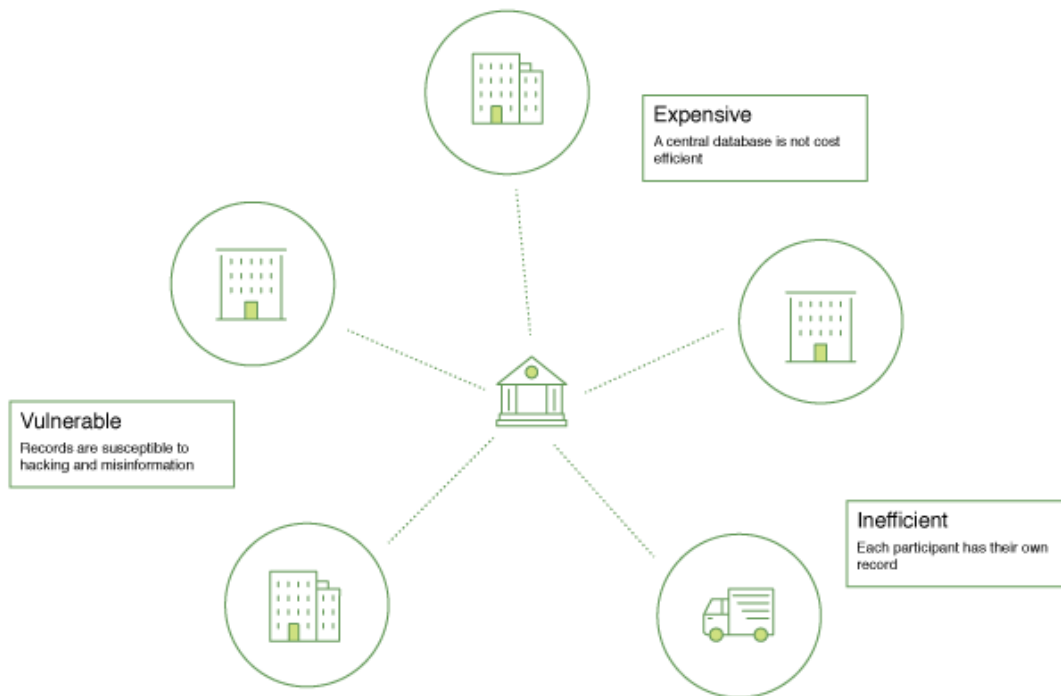 Expensive
A central database is not cost
efficient
Vulnerable
Records are susceptible to
hacking and misinformation
Inefficient
Each participant has their own
record